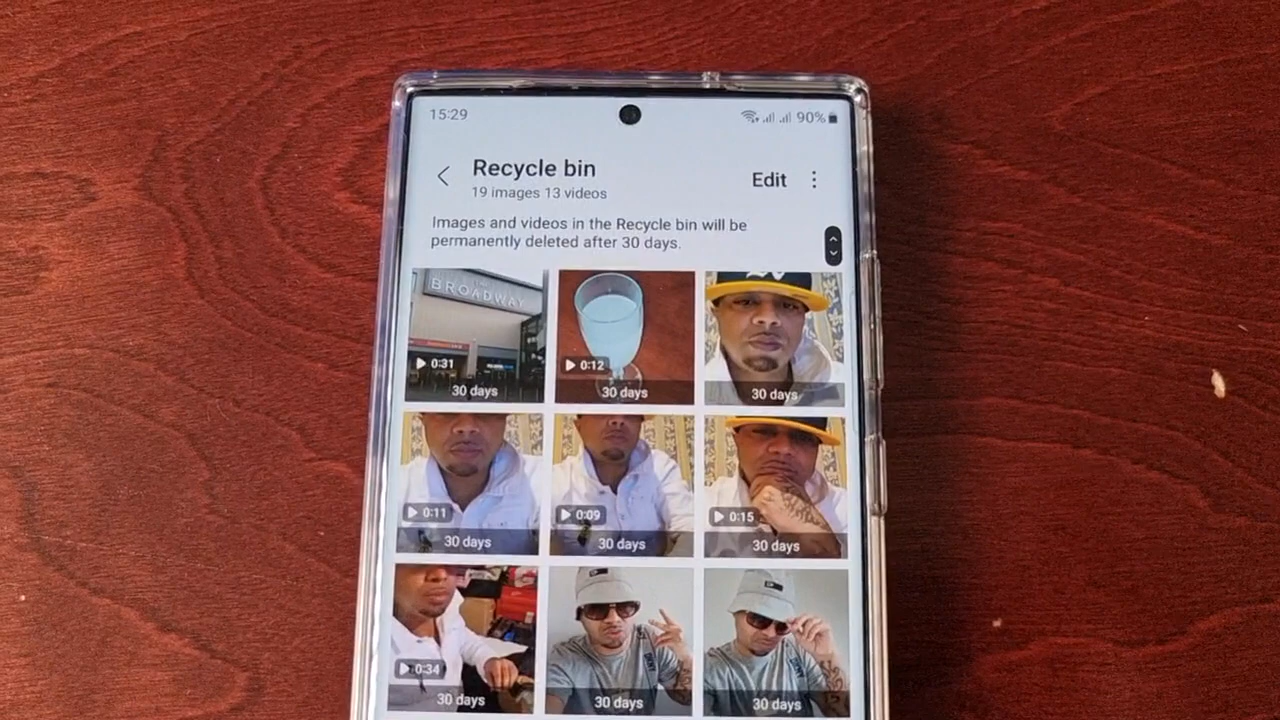 15:29
90%
Recycle bin
Edit
19 images 13 videos
Images and videos in the Recycle bin will be
permanently deleted after 30 days.
BROADWAY
0:31
30 days
0:12
30 days
30 days
0:11
30 days
0:09
30 days
0:15
30 days
0:34
30 days
30 days
30 days